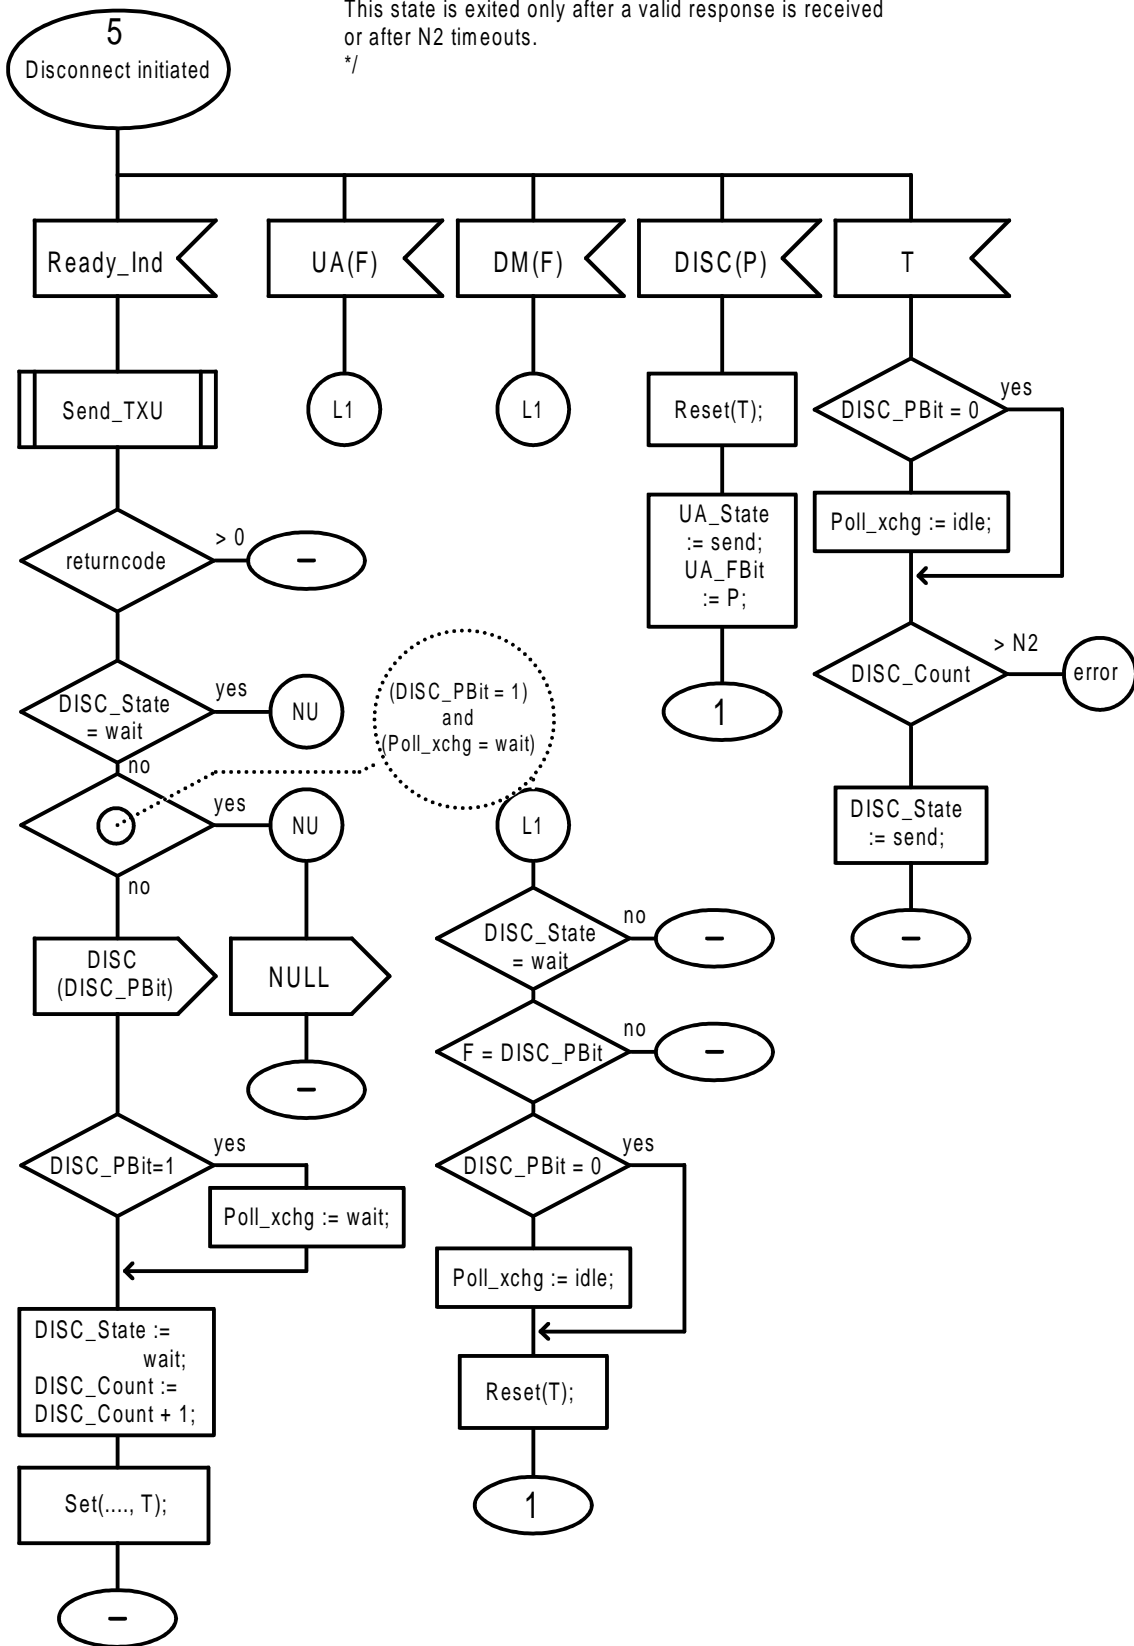 This state is exited only after a valid response is received
or after N2 timeouts.
*/
5
Disconnect initiated
Ready_Ind
UA(F)
DM(F)
DISC(P)
T
Send_TXU
L1
L1
Reset(T);
DISC_PBit = 0
yes
returncode
> 0
–
UA_State
:= send;
UA_FBit
:= P;
Poll_xchg := idle;
DISC_State
= wait
yes
NU
no
(DISC_PBit = 1)
and
(Poll_xchg = wait)
1
DISC_Count
> N2
error
yes
NU
no
L1
DISC_State
:= send;
–
DISC
(DISC_PBit)
NULL
–
DISC_State
= wait
no
–
F = DISC_PBit
no
–
DISC_PBit=1
yes
Poll_xchg := wait;
DISC_PBit = 0
yes
Poll_xchg := idle;
DISC_State :=
wait;
DISC_Count :=
DISC_Count + 1;
Reset(T);
Set(...., T);
1
–